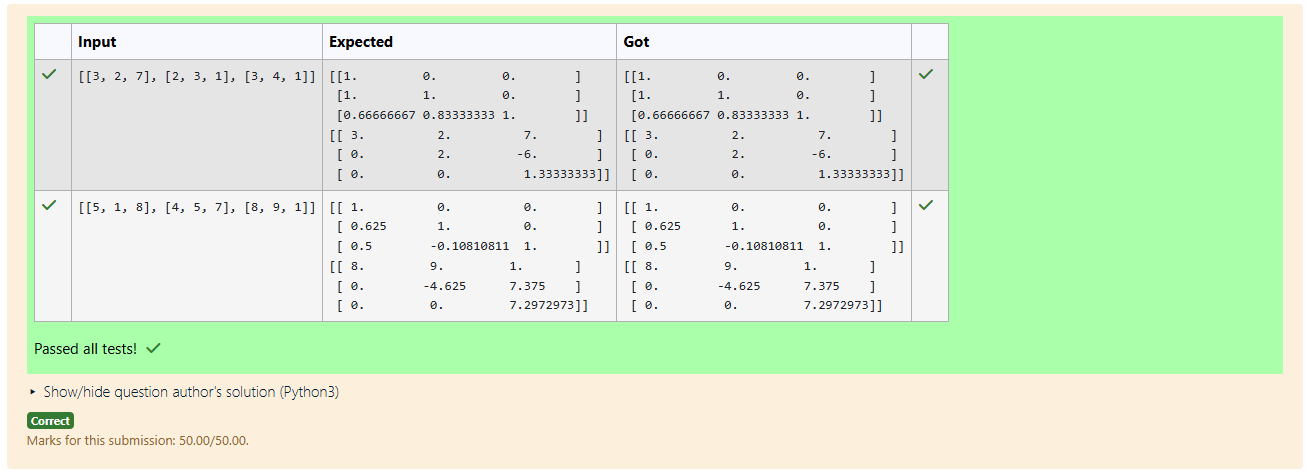 Input Expected Got
[[3, 2, 7], [2, 3, 1], [3, 4, 1]] [[1. 0. 0. ] [[1. 0. 0. ]
[1. 1. 0. ] [1. 1. 0. ]
[0.66666667 0.83333333 1. ]] [0.66666667 0.83333333 1. ]]
[[ 3. 2. 7. ] [[ 3. 2. 7. ]
[ 0. 2. -6. ] [ 0. 2. -6. ]
[ 0. 0. 1.33333333]] [ 0. 0. 1.33333333]]
[[5, 1, 8], [4, 5, 7], [8, 9, 1]] [[ 1. 0. 0. ] [[ 1. 0. 0. ]
[ 0.625 1. 0. ] [ 0.625 1. 0. ]
[ 0.5 -0.10810811 1. ]] [ 0.5 -0.10810811 1. ]]
[[ 8. 9. 1. ] [[ 8. 9. 1. ]
[ 0. -4.625 7.375 ] [ 0. -4.625 7.375 ]
[ 0. 0. 7.2972973]] [ 0. 0. 7.2972973]]
Passed all tests!
Show/hide question author's solution (Python3)
Correct
Marks for this submission: 50.00/50.00.